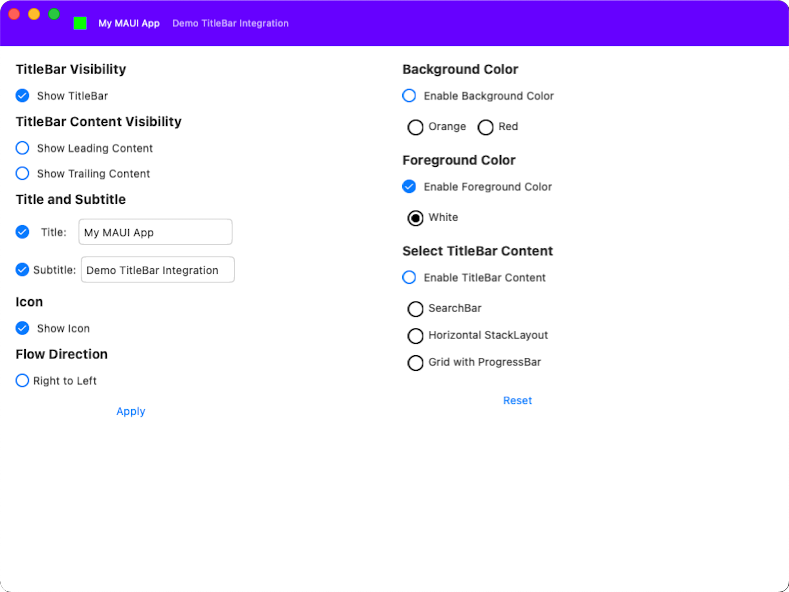 My MAUI App Demo TitleBar Integration
TitleBar Visibility
Show TitleBar
TitleBar Content Visibility
Show Leading Content
Show Trailing Content
Title and Subtitle
Title: My MAUI App
Subtitle: Demo TitleBar Integration
Icon
Show Icon
Flow Direction
Right to Left
Apply
Background Color
Enable Background Color
Orange Red
Foreground Color
Enable Foreground Color
White
Select TitleBar Content
Enable TitleBar Content
SearchBar
Horizontal StackLayout
Grid with ProgressBar
Reset